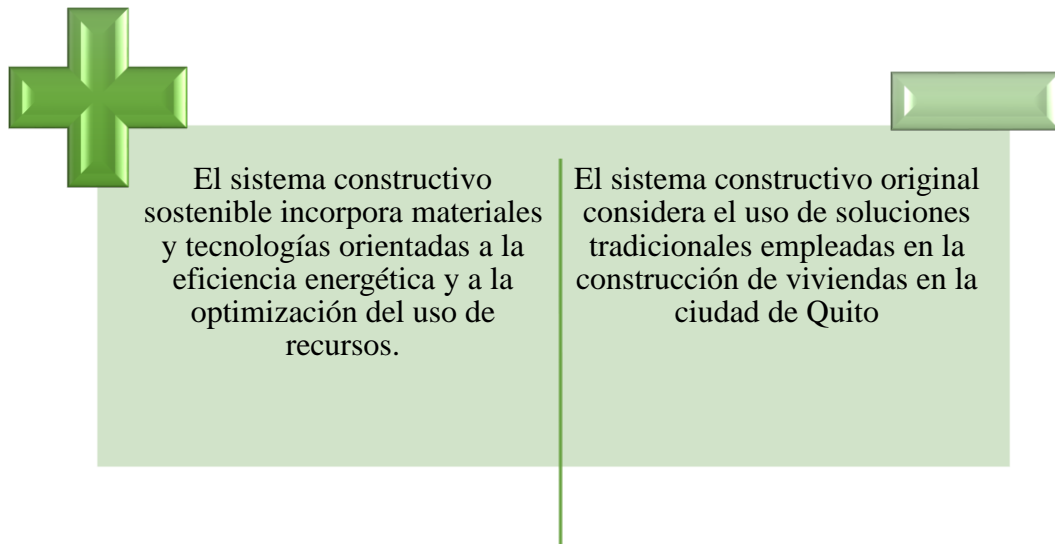 El sistema constructivo
sostenible incorpora materiales
y tecnologías orientadas a la
eficiencia energética y a la
optimización del uso de
recursos.
El sistema constructivo original
considera el uso de soluciones
tradicionales empleadas en la
construcción de viviendas en la
ciudad de Quito